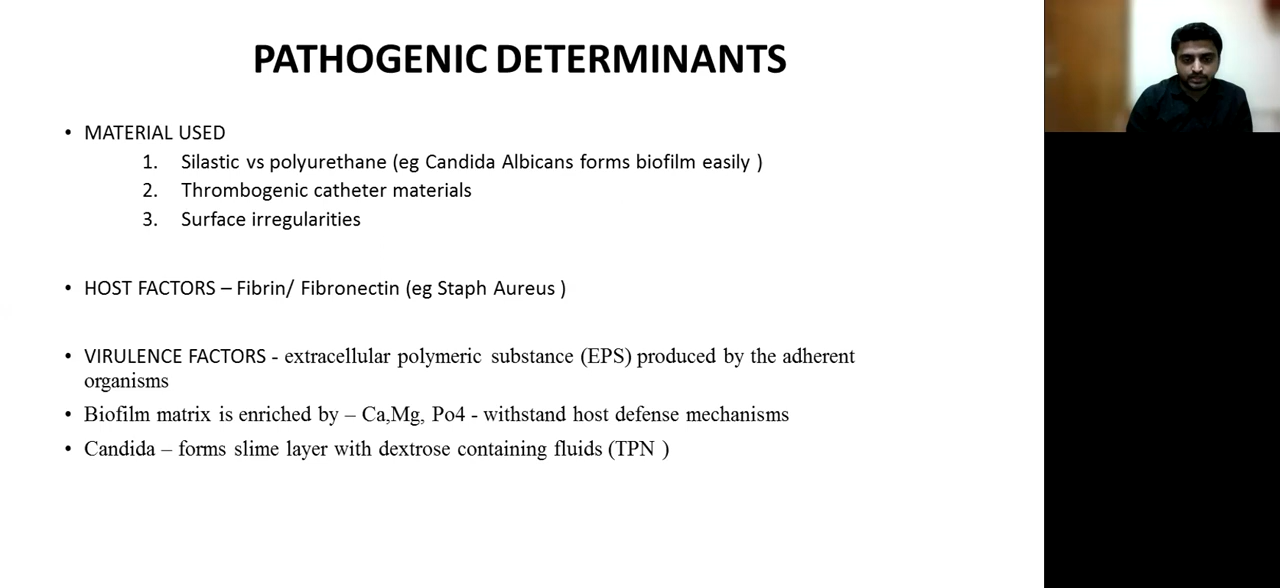 PATHOGENIC DETERMINANTS
• MATERIAL USED
1. Silastic vs polyurethane (eg Candida Albicans forms biofilm easily )
2. Thrombogenic catheter materials
3. Surface irregularities
• HOST FACTORS – Fibrin/ Fibronectin (eg Staph Aureus )
• VIRULENCE FACTORS - extracellular polymeric substance (EPS) produced by the adherent
organisms
• Biofilm matrix is enriched by – Ca,Mg, Po4 - withstand host defense mechanisms
• Candida – forms slime layer with dextrose containing fluids (TPN )